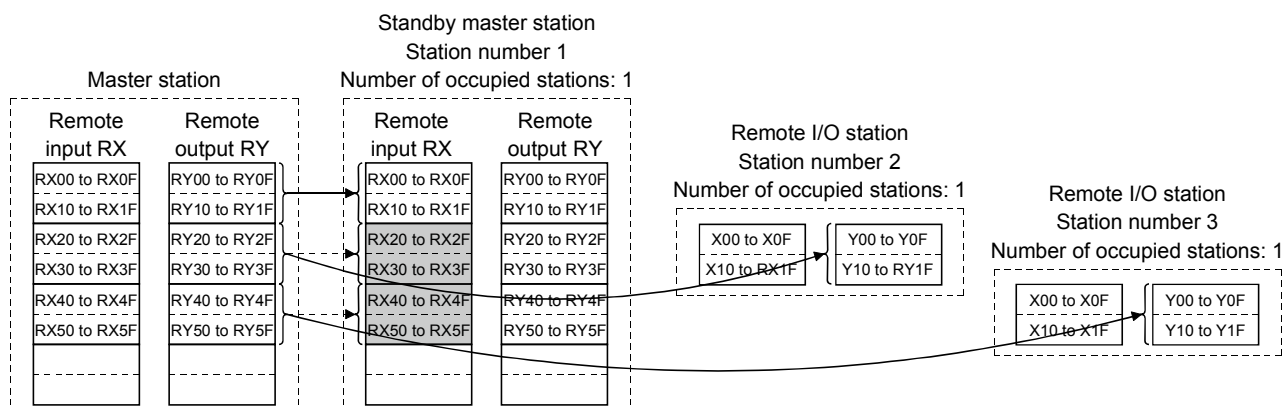 Standby master station
Station number 1
Number of occupied stations: 1
Master station
Remote input RX
Remote output RY
RX00 to RX0F
RY00 to RY0F
RX10 to RX1F
RY10 to RY1F
RX20 to RX2F
RY20 to RY2F
RX30 to RX3F
RY30 to RY3F
RX40 to RX4F
RY40 to RY4F
RX50 to RX5F
RY50 to RY5F
Remote input RX
Remote output RY
RX00 to RX0F
RY00 to RY0F
RX10 to RX1F
RY10 to RY1F
RX20 to RX2F
RY20 to RY2F
RX30 to RX3F
RY30 to RY3F
RX40 to RX4F
RY40 to RY4F
RX50 to RX5F
RY50 to RY5F
Remote I/O station
Station number 2
Number of occupied stations: 1
X00 to X0F
Y00 to Y0F
X10 to RX1F
Y10 to RY1F
Remote I/O station
Station number 3
Number of occupied stations: 1
X00 to X0F
Y00 to Y0F
X10 to X1F
Y10 to Y1F